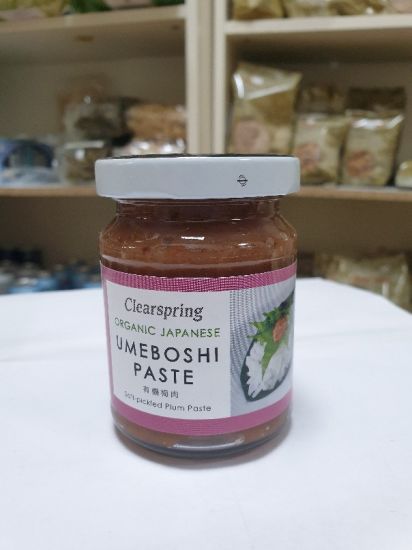 Clearspring
ORGANIC JAPANESE
UMEBOSHI
PASTE
有機梅肉
Salt-pickled Plum Paste